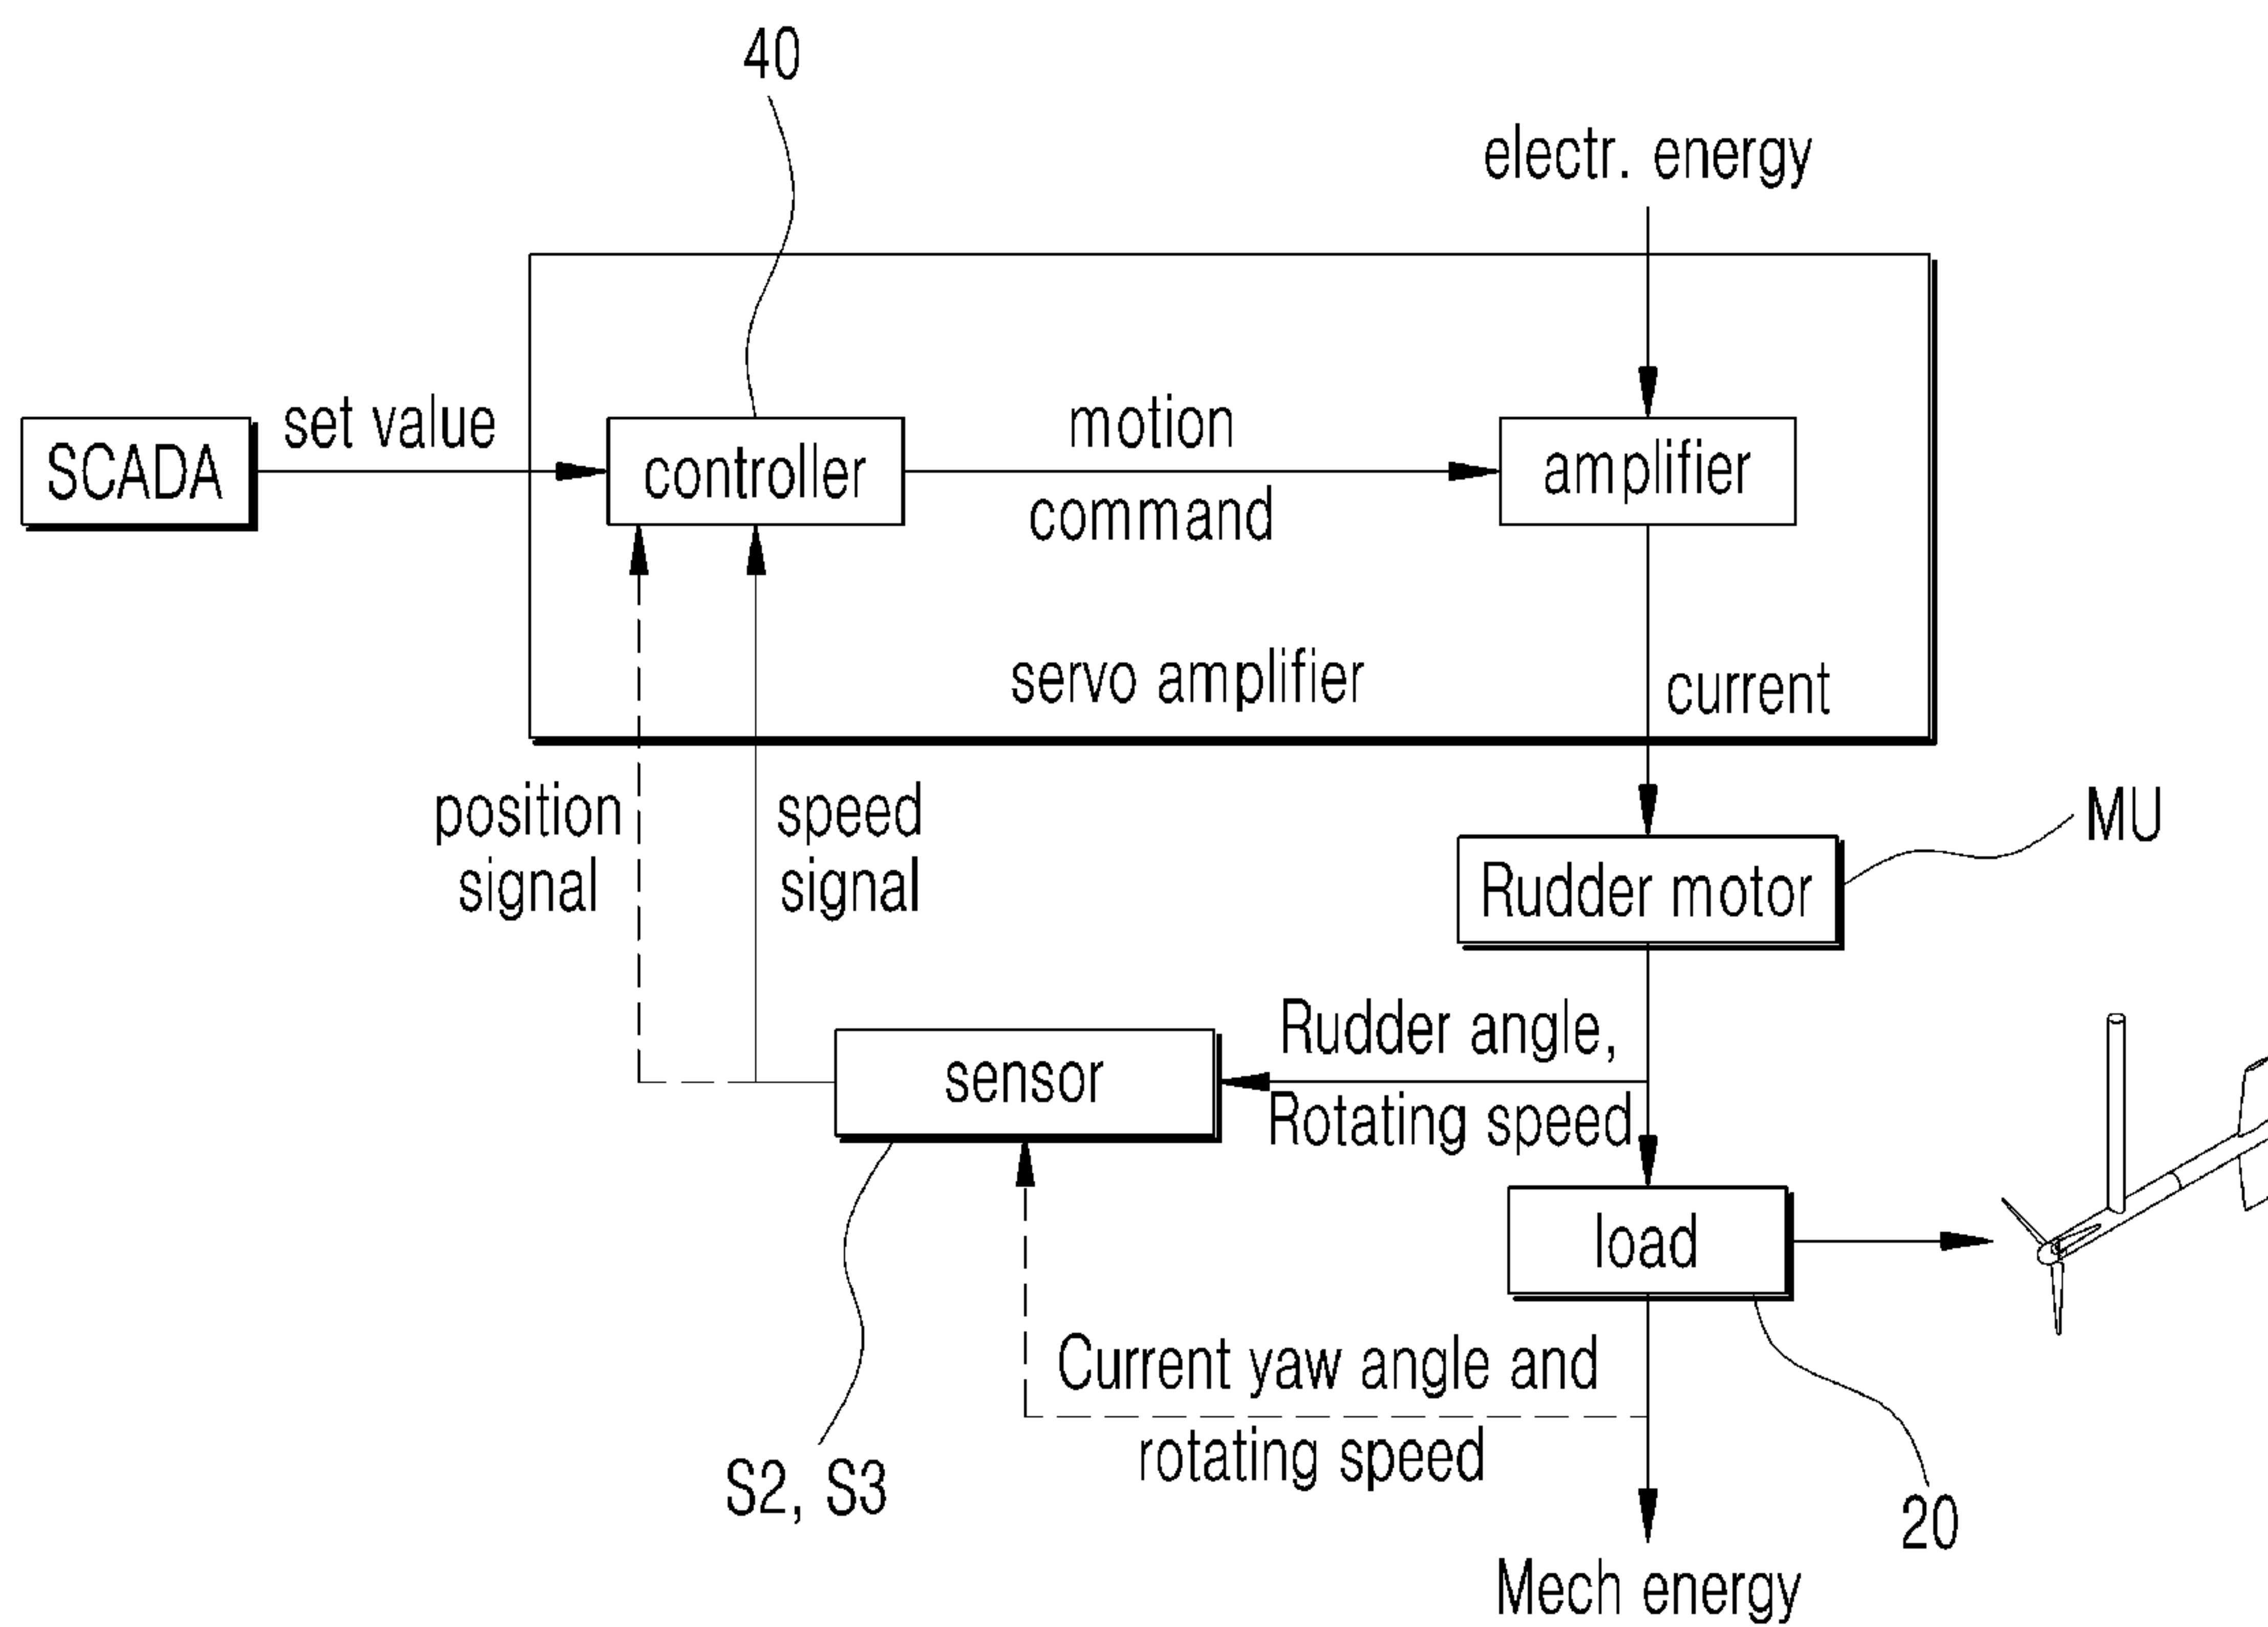 40
electr. energy
SCADA
set value
controller
motion
command
amplifier
servo amplifier
current
position
signal
speed
signal
MU
Rudder motor
Rudder angle,
Rotating speed
sensor
load
Current yaw angle and
rotating speed
S2, S3
20
Mech energy